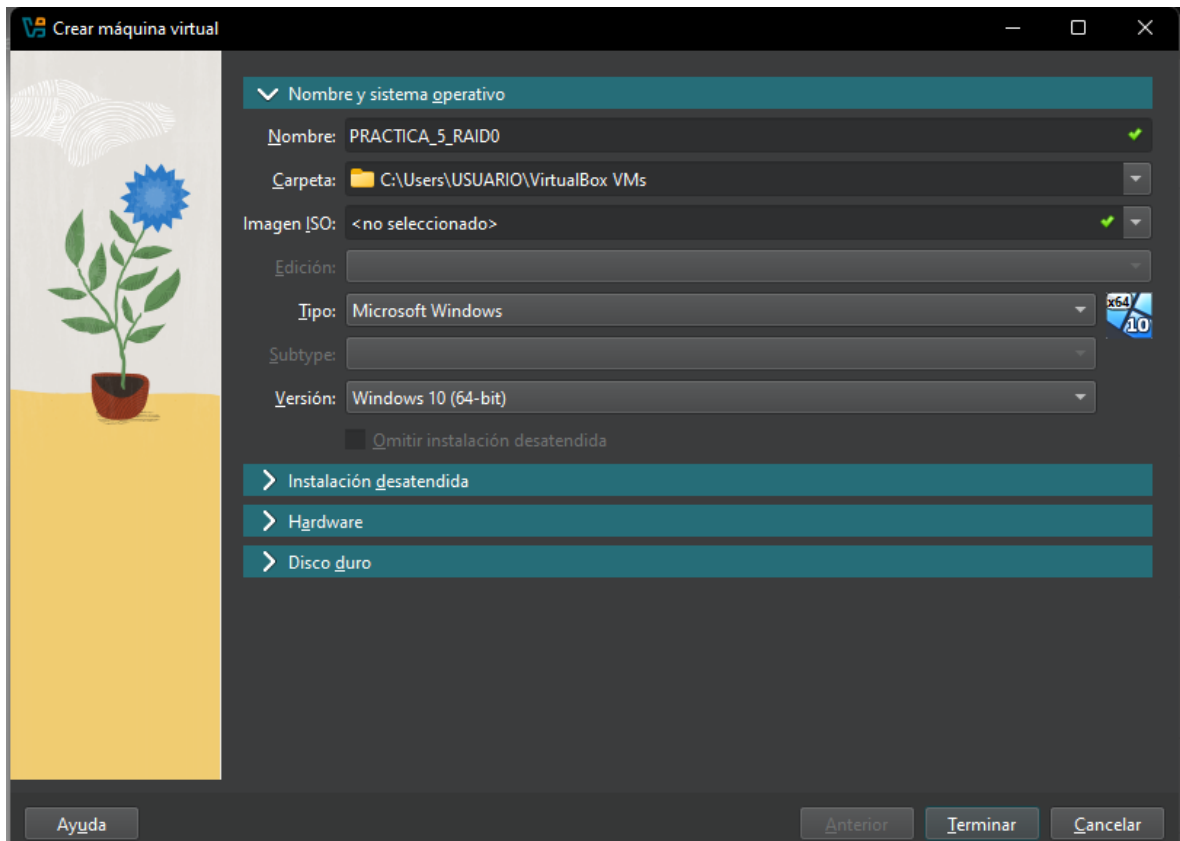 Crear máquina virtual
Nombre y sistema operativo
Nombre: PRACTICA_5_RAID0
Carpeta: C:\Users\USUARIO\VirtualBox VMs
Imagen ISO: <no seleccionado>
Edición:
Tipo: Microsoft Windows
x64
10
Subtype:
Versión: Windows 10 (64-bit)
Omitir instalación desatendida
Instalación desatendida
Hardware
Disco duro
Ayuda Anterior Terminar Cancelar